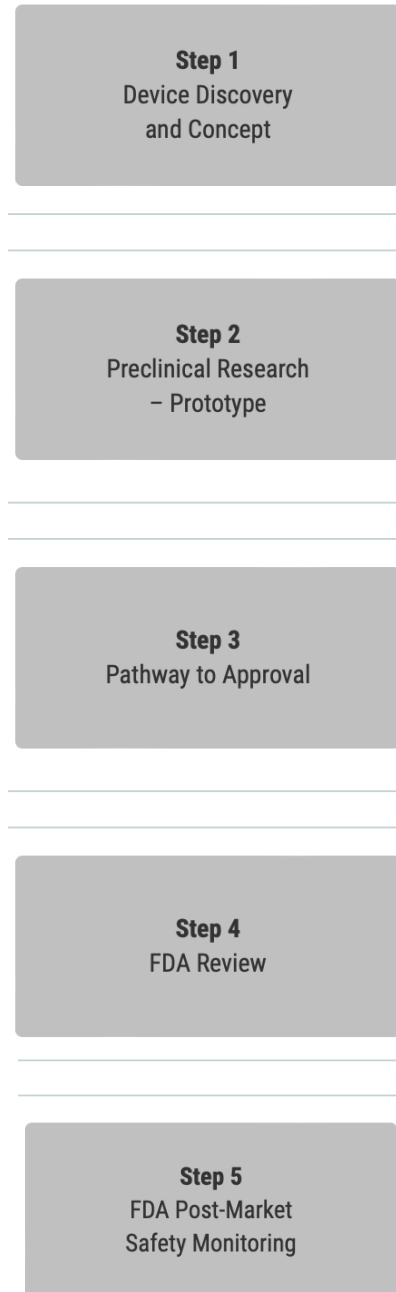 Step 1
Device Discovery
and Concept
Step 2
Preclinical Research
– Prototype
Step 3
Pathway to Approval
Step 4
FDA Review
Step 5
FDA Post-Market
Safety Monitoring